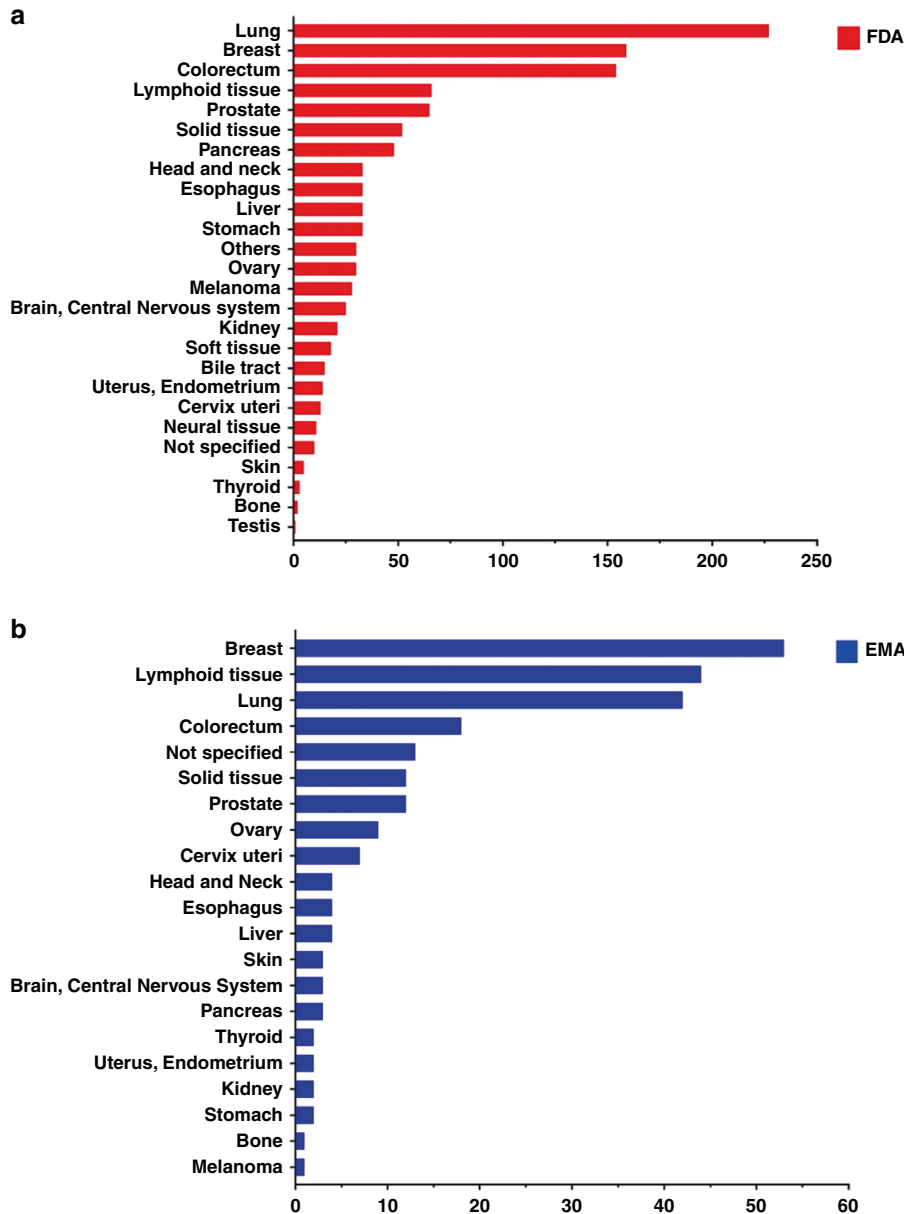 a
FDA
Lung
Breast
Colorectum
Lymphoid tissue
Prostate
Solid tissue
Pancreas
Head and neck
Esophagus
Liver
Stomach
Others
Ovary
Melanoma
Brain, Central Nervous system
Kidney
Soft tissue
Bile tract
Uterus, Endometrium
Cervix uteri
Neural tissue
Not specified
Skin
Thyroid
Bone
Testis
0 50 100 150 200 250
b
EMA
Breast
Lymphoid tissue
Lung
Colorectum
Not specified
Solid tissue
Prostate
Ovary
Cervix uteri
Head and Neck
Esophagus
Liver
Skin
Brain, Central Nervous System
Pancreas
Thyroid
Uterus, Endometrium
Kidney
Stomach
Bone
Melanoma
0 10 20 30 40 50 60